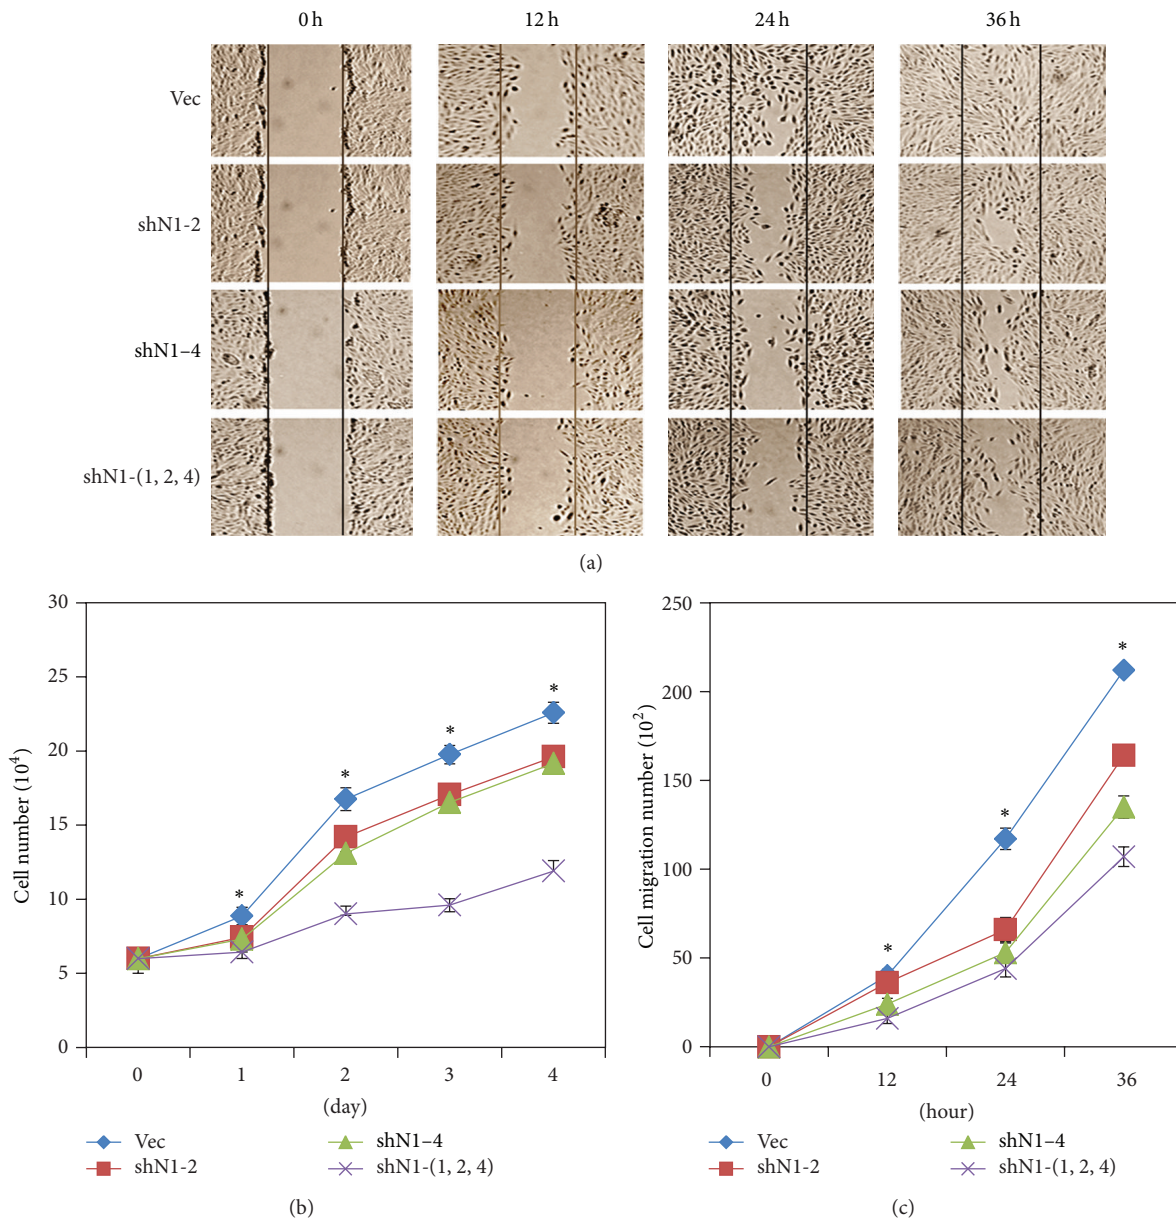 0 h 12 h 24 h 36 h
Vec
shN1-2
shN1–4
shN1-(1, 2, 4)
(a)
30
25
20
15
10
5
0
Cell number (10⁴)
* * * *
0 1 2 3 4
(day)
Vec shN1–4
shN1-2 shN1-(1, 2, 4)
(b)
250
200
150
100
50
0
Cell migration number (10²)
* * *
0 12 24 36
(hour)
Vec shN1–4
shN1-2 shN1-(1, 2, 4)
(c)